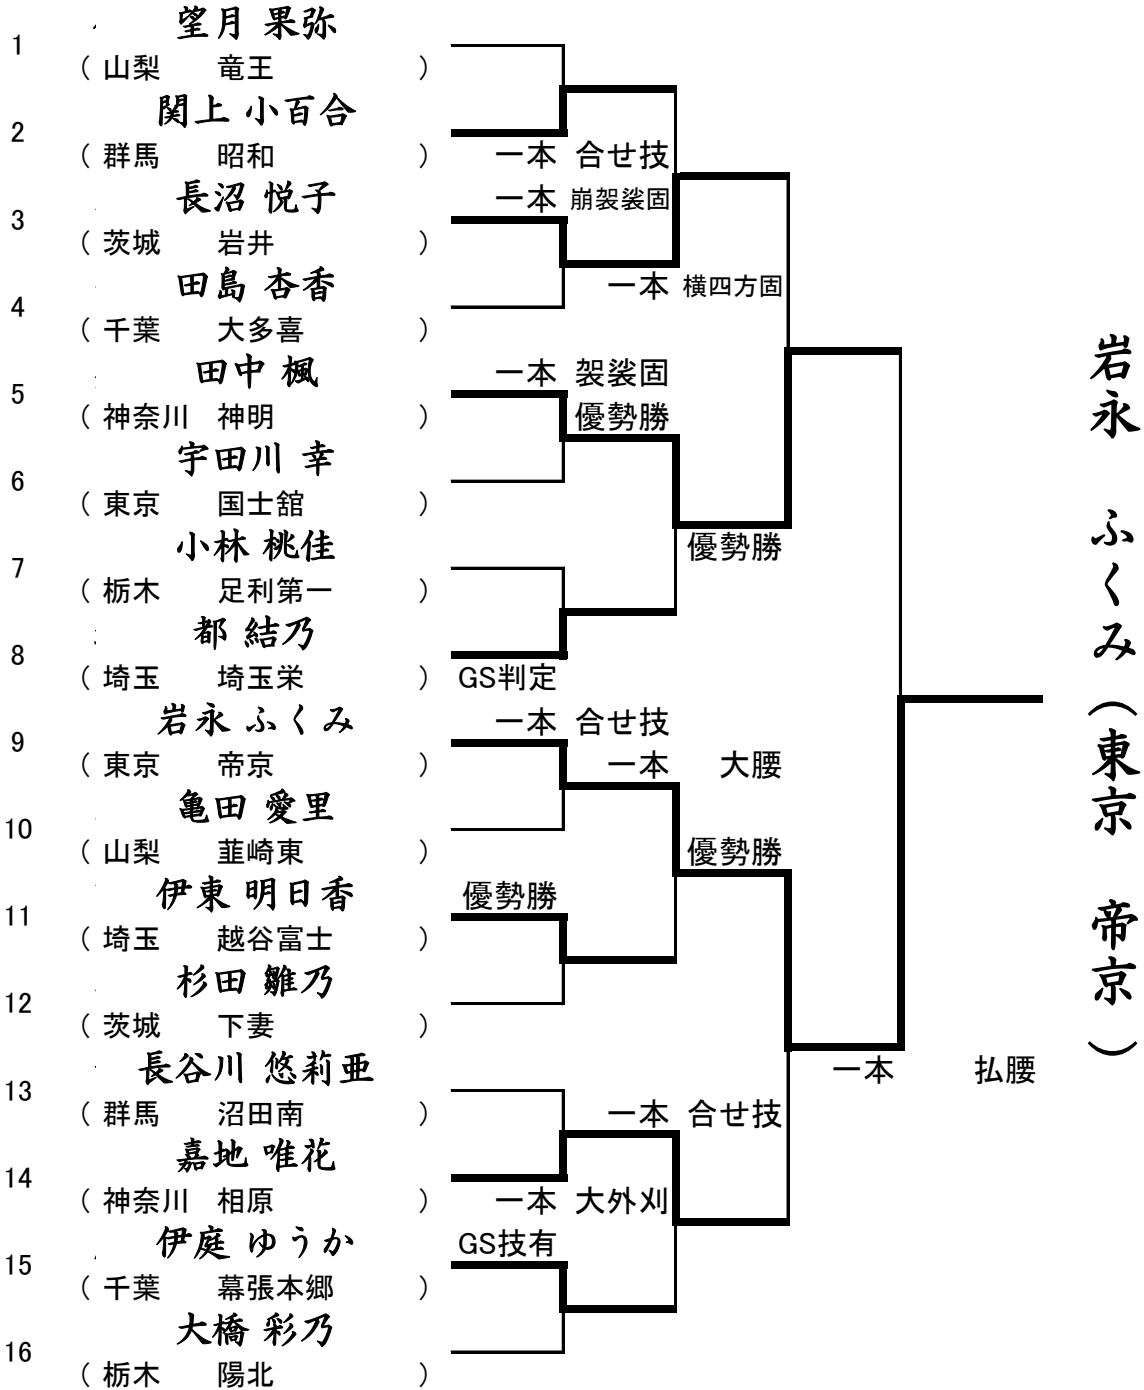 1 望月 果弥
( 山梨 竜王 )
2 関上 小百合
( 群馬 昭和 )
一本 合せ技
3 長沼 悦子
一本 崩袈裟固
( 茨城 岩井 )
4 田島 杏香
一本 横四方固
( 千葉 大多喜 )
5 田中 楓
一本 袈裟固
( 神奈川 神明 )
優勢勝
6 宇田川 幸
( 東京 国士舘 )
7 小林 桃佳
優勢勝
( 栃木 足利第一 )
8 都 結乃
( 埼玉 埼玉栄 )
GS判定
9 岩永 ふくみ
一本 合せ技
( 東京 帝京 )
一本 大腰
10 亀田 愛里
( 山梨 韮崎東 )
優勢勝
11 伊東 明日香
優勢勝
( 埼玉 越谷富士 )
12 杉田 雛乃
( 茨城 下妻 )
13 長谷川 悠莉亜
一本 払腰
( 群馬 沼田南 )
一本 合せ技
14 嘉地 唯花
( 神奈川 相原 )
一本 大外刈
15 伊庭 ゆうか
GS技有
( 千葉 幕張本郷 )
16 大橋 彩乃
( 栃木 陽北 )
岩永 ふくみ(東京 帝京)